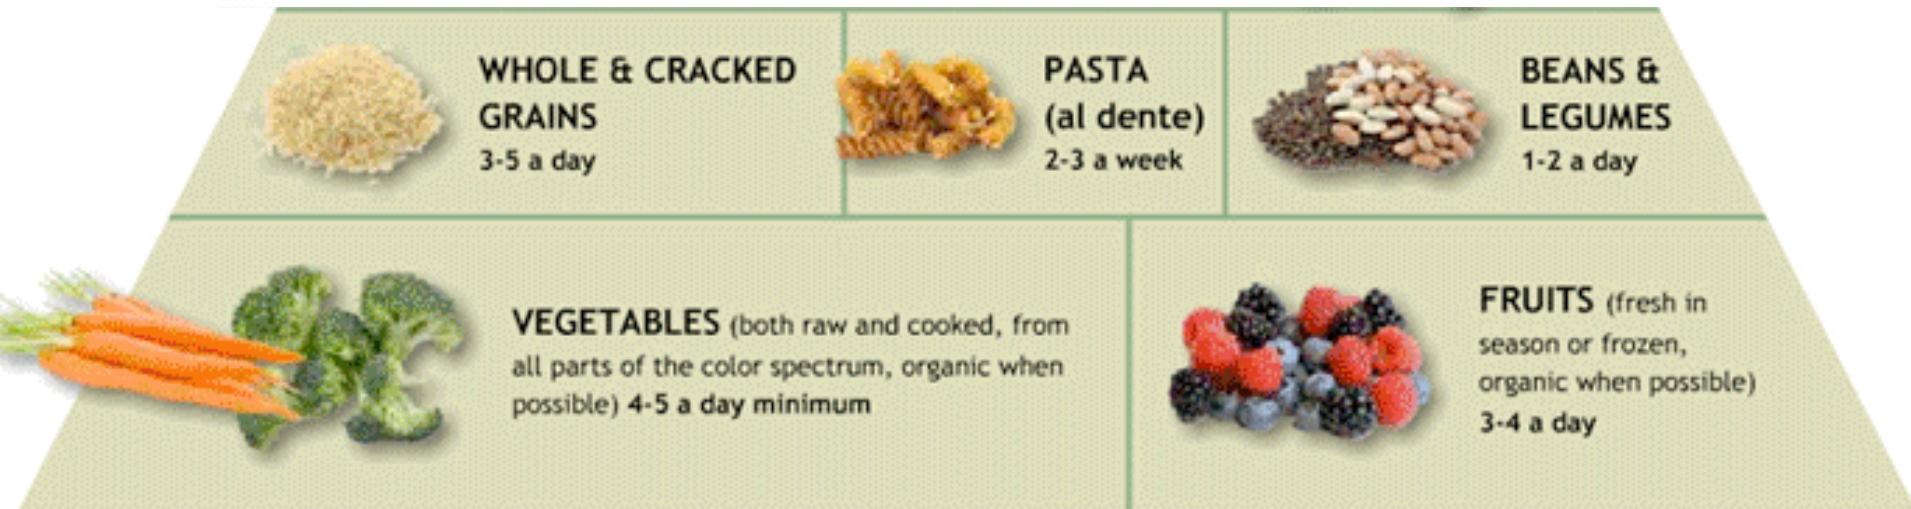 WHOLE & CRACKED
GRAINS
3-5 a day
PASTA
(al dente)
2-3 a week
BEANS &
LEGUMES
1-2 a day
VEGETABLES (both raw and cooked, from
all parts of the color spectrum, organic when
possible) 4-5 a day minimum
FRUITS (fresh in
season or frozen,
organic when possible)
3-4 a day